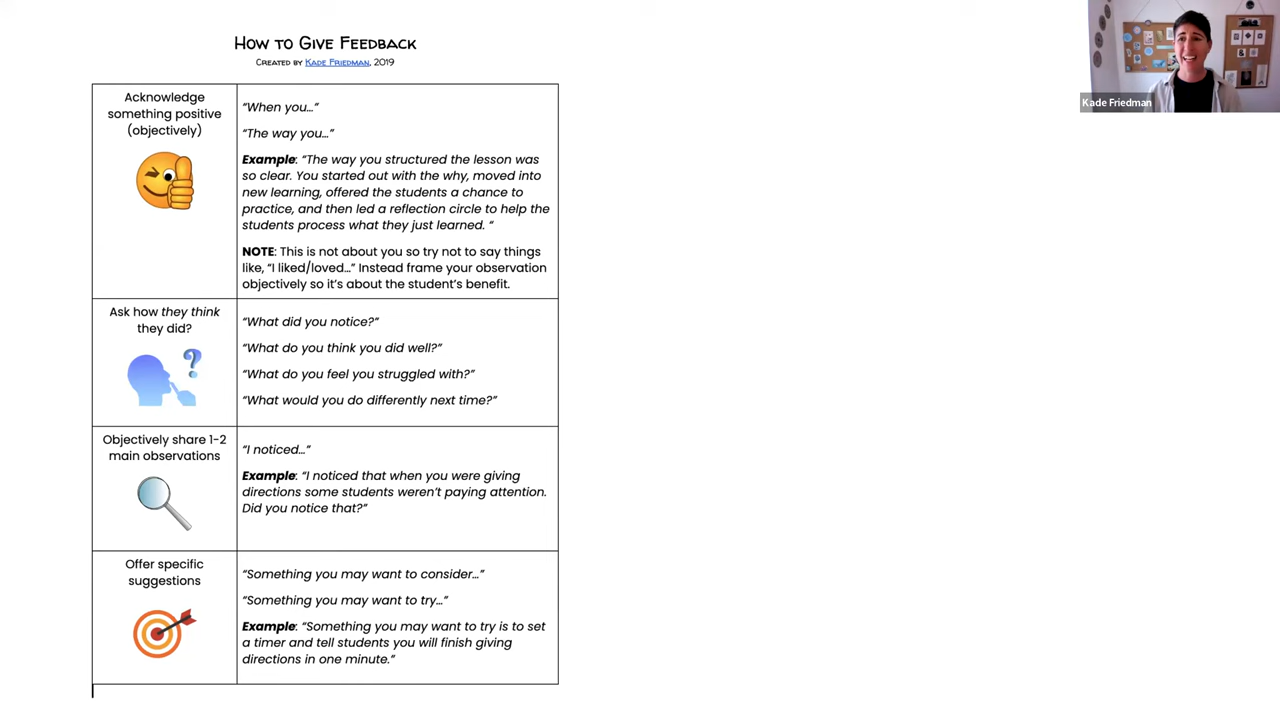 How to Give Feedback
Created by Kade Friedman, 2019
Acknowledge
something positive
(objectively)
“When you…”
“The way you…”
Example: “The way you structured the lesson was
so clear. You started out with the why, moved into
new learning, offered the students a chance to
practice, and then led a reflection circle to help the
students process what they just learned. “
NOTE: This is not about you so try not to say things
like, “I liked/loved…” Instead frame your observation
objectively so it’s about the student’s benefit.
Ask how they think
they did?
“What did you notice?”
“What do you think you did well?”
“What do you feel you struggled with?”
“What would you do differently next time?”
Objectively share 1-2
main observations
“I noticed…”
Example: “I noticed that when you were giving
directions some students weren’t paying attention.
Did you notice that?”
Offer specific
suggestions
“Something you may want to consider…”
“Something you may want to try…”
Example: “Something you may want to try is to set
a timer and tell students you will finish giving
directions in one minute.”
Kade Friedman